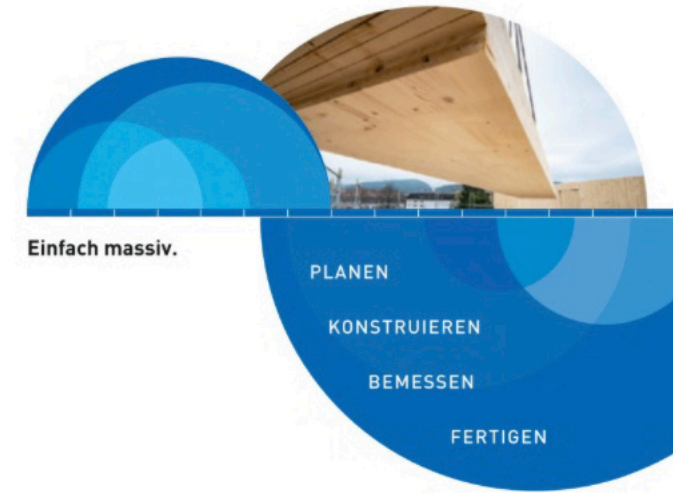 Einfach massiv.
PLANEN
KONSTRUIEREN
BEMESSEN
FERTIGEN